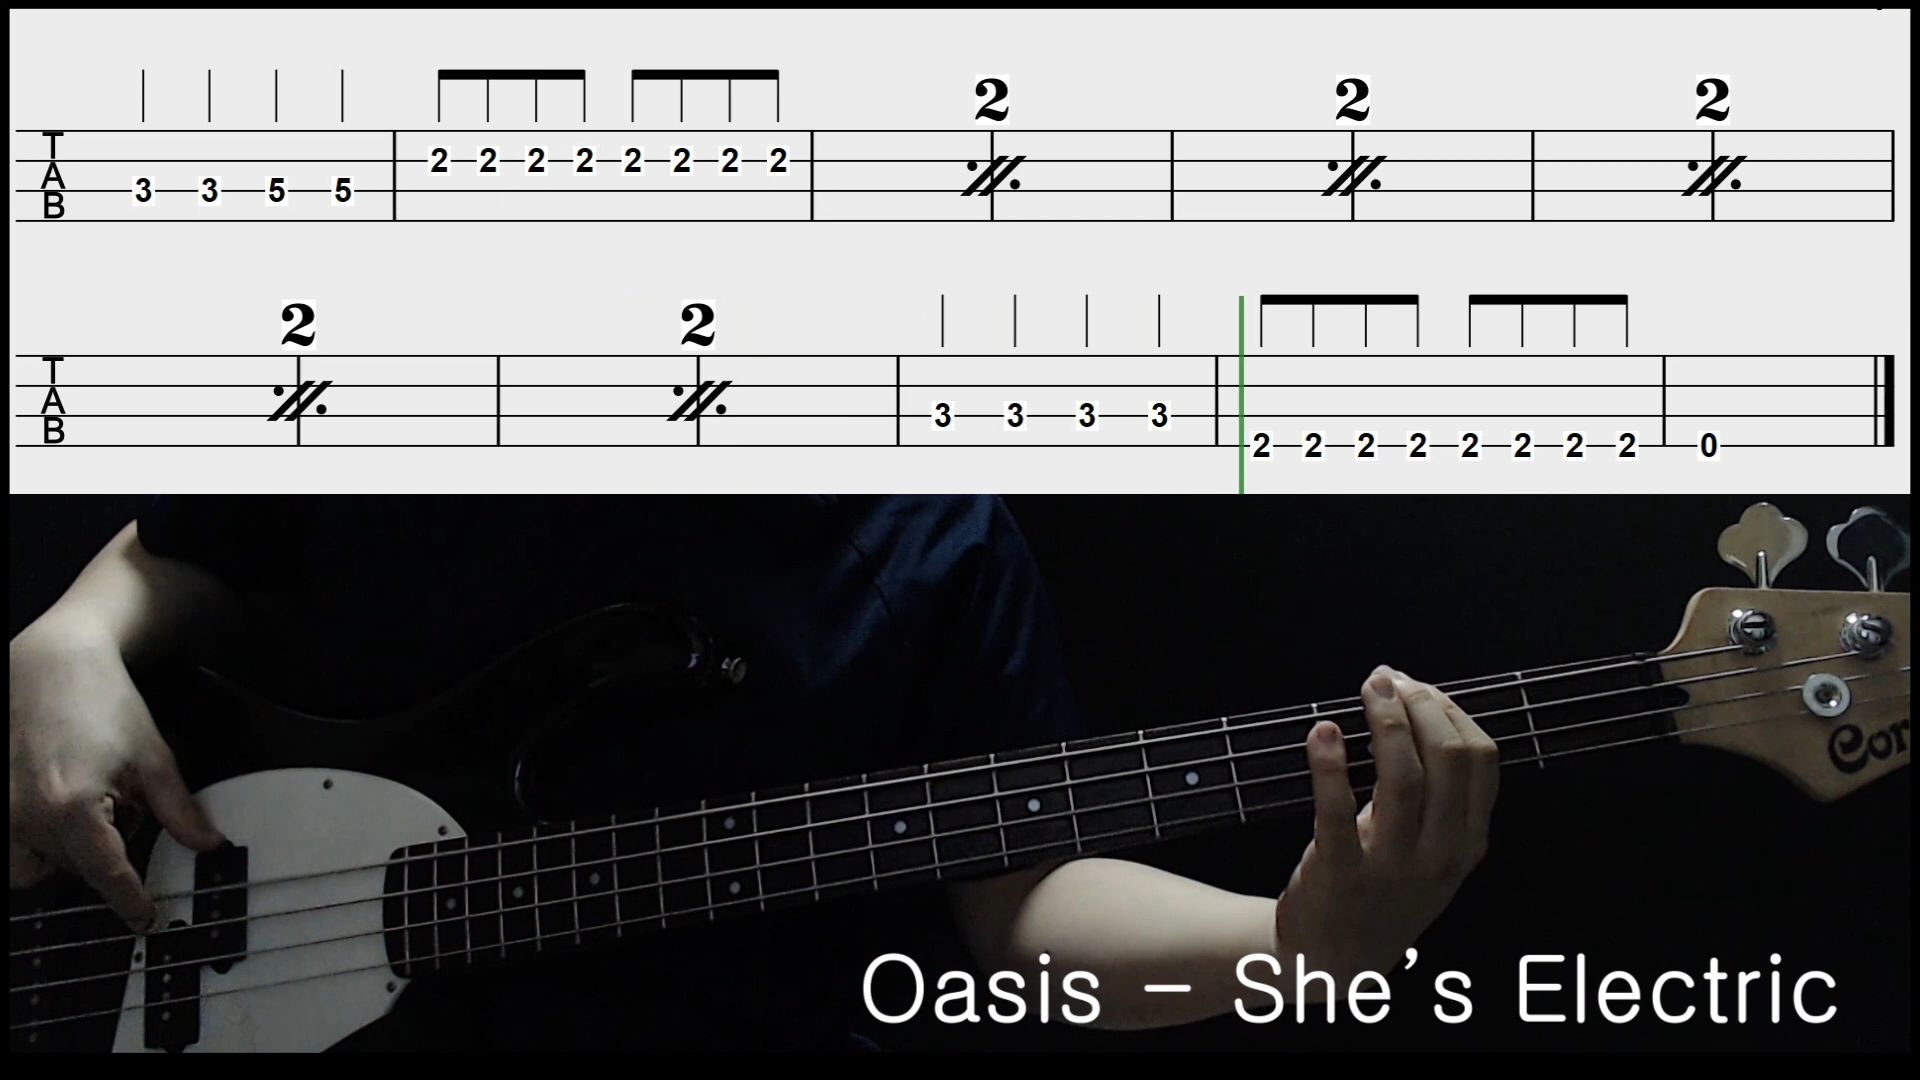 2 2 2
T
A
B
2 2 2 2 2 2 2 2
3 3 5 5
2 2
T
A
B
3 3 3 3
2 2 2 2 2 2 2 2 0
Cor
Oasis - She's Electric